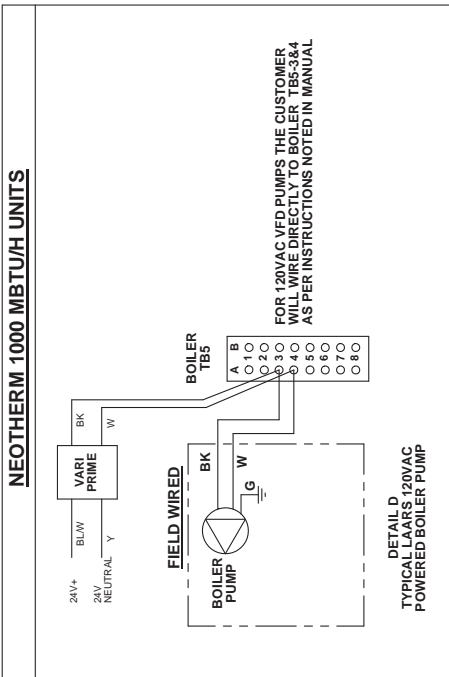 NEOTHERM 1000 MBTU/H UNITS
24V+
BL/W
24V
NEUTRAL
Y
VARI
PRIME
BK
W
BOILER
TB5
A B
1
2
3
4
5
6
7
8
FOR 120VAC VFD PUMPS THE CUSTOMER
WILL WIRE DIRECTLY TO BOILER TB5-3&4
AS PER INSTRUCTIONS NOTED IN MANUAL
FIELD WIRED
BOILER
PUMP
BK
W
G
DETAIL D
TYPICAL LAARS 120VAC
POWERED BOILER PUMP